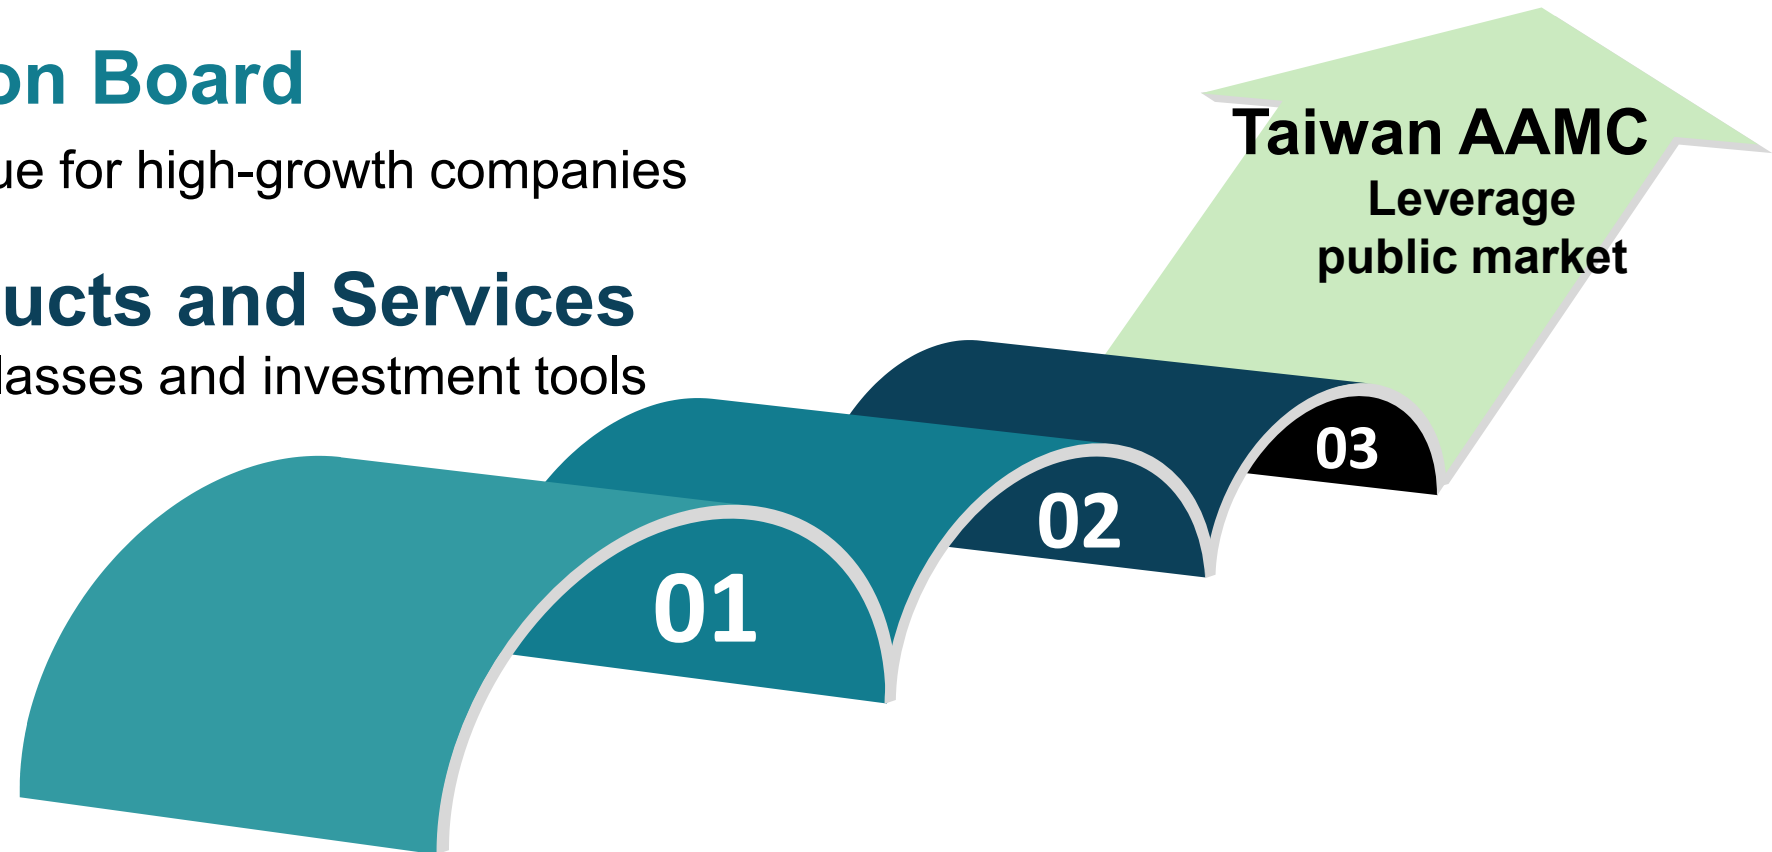 on Board
ue for high-growth companies
ucts and Services
lasses and investment tools
Taiwan AAMC
Leverage
public market
03
02
01